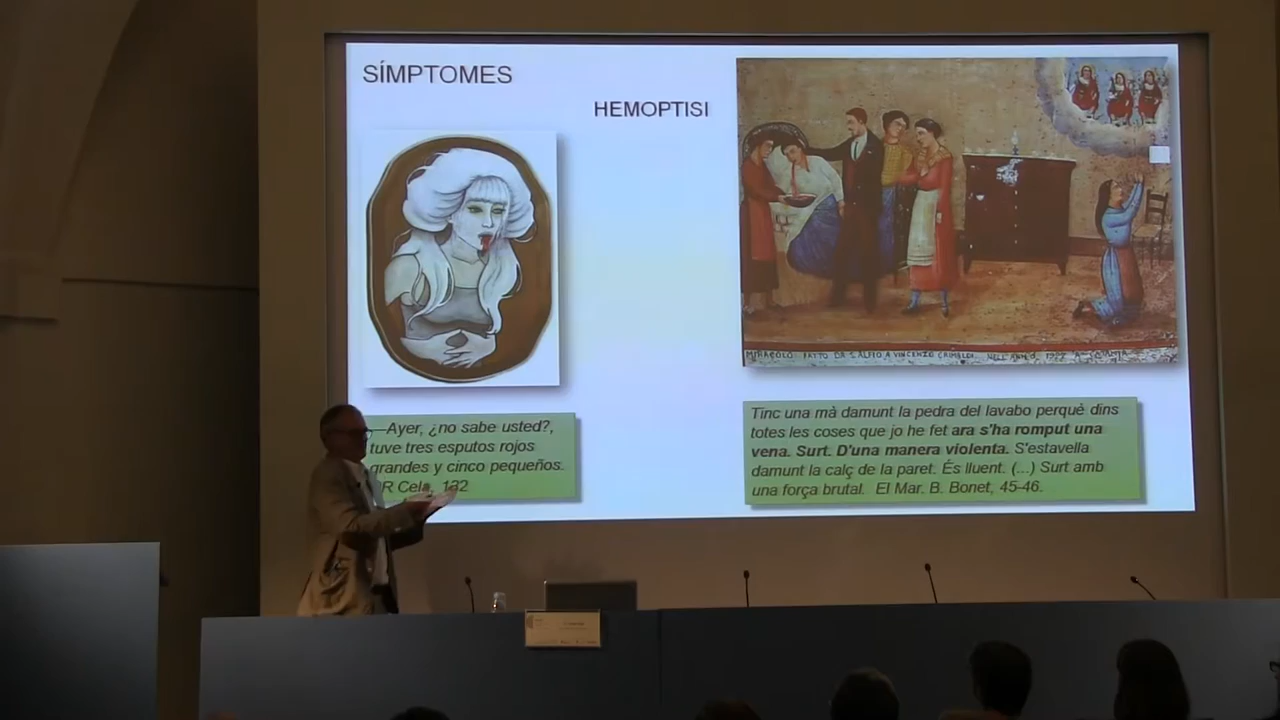 SÍMPTOMES
HEMOPTISI
MIRACOLO FATTO DA S. ALFIO A VINCENZO GRIMALDI NELL'ANNO
—Ayer, ¿no sabe usted?,
tuve tres esputos rojos
grandes y cinco pequeños.
PR Cela, 132
Tinc una mà damunt la pedra del lavabo perquè dins
totes les coses que jo he fet ara s'ha romput una
vena. Surt. D'una manera violenta. S'estavella
damunt la calç de la paret. És lluent. (...) Surt amb
una força brutal. El Mar. B. Bonet, 45-46.